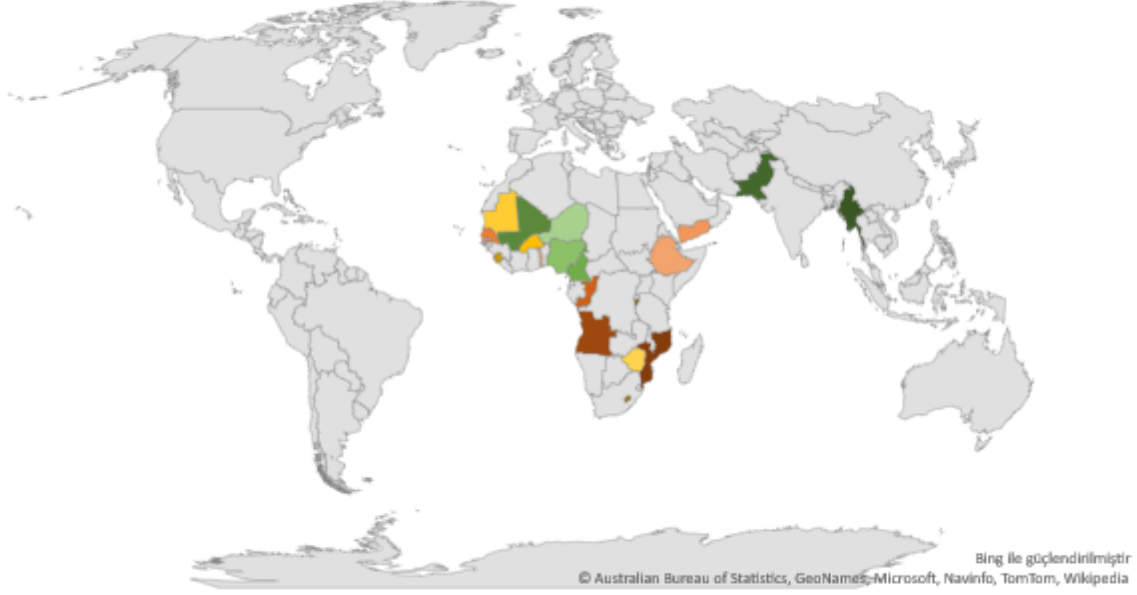 Bing ile güçlendirilmiştir
© Australian Bureau of Statistics, GeoNames, Microsoft, Navinfo, TomTom, Wikipedia